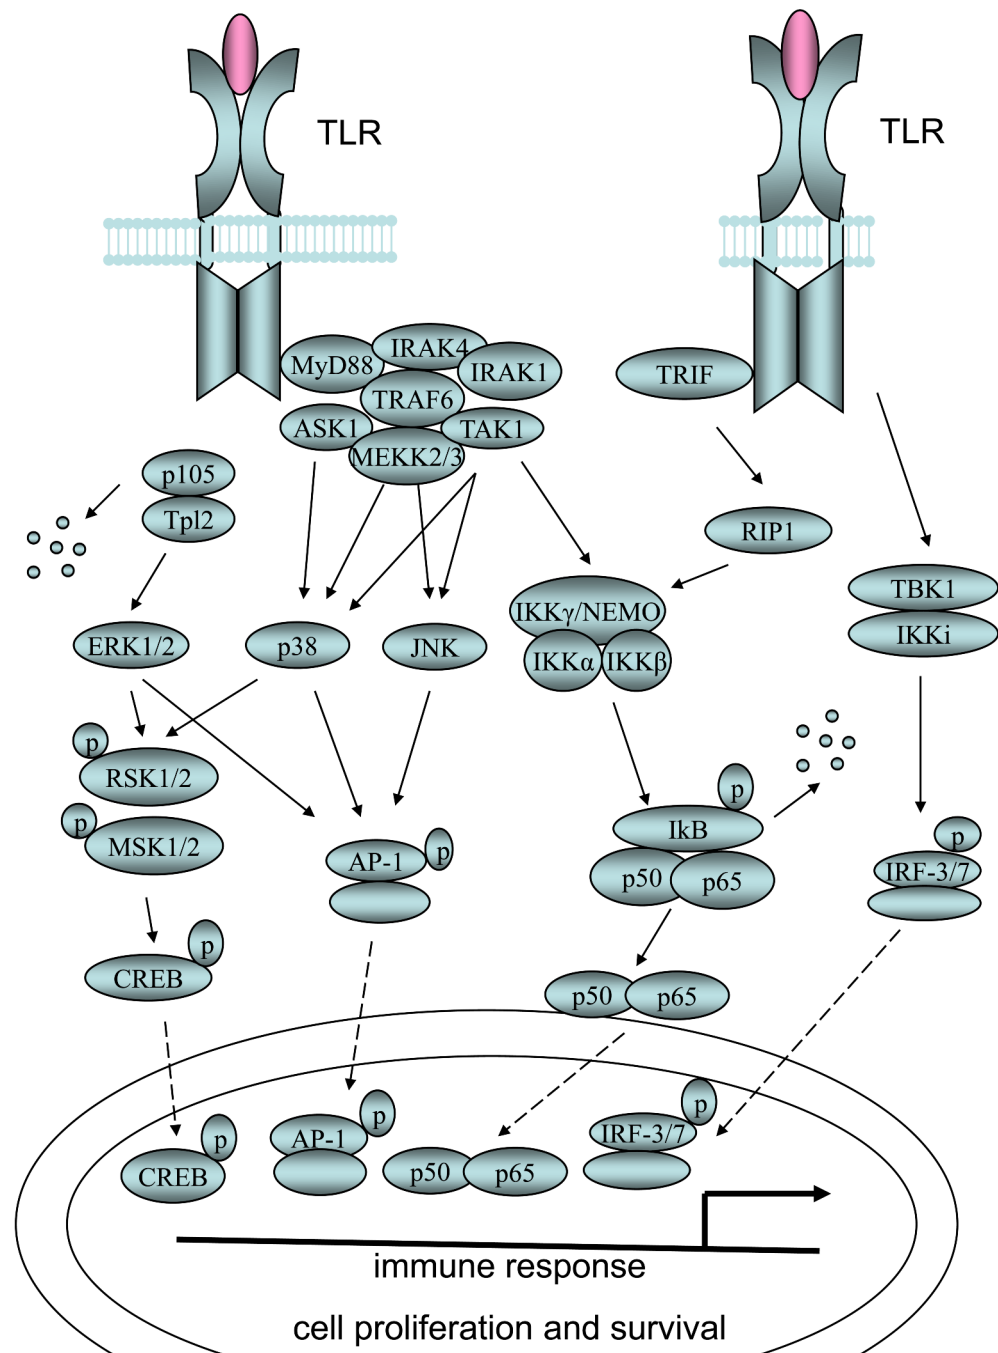 TLR
TLR
MyD88
IRAK4
IRAK1
TRAF6
ASK1
TAK1
MEKK2/3
TRIF
p105
Tpl2
RIP1
TBK1
IKKi
IKKγ/NEMO
IKKα
IKKβ
ERK1/2
p38
JNK
p
RSK1/2
p
MSK1/2
p
IkB
p50
p65
AP-1
p
p
IRF-3/7
p
CREB
p50
p65
p
CREB
p
AP-1
p50
p65
p
IRF-3/7
immune response
cell proliferation and survival